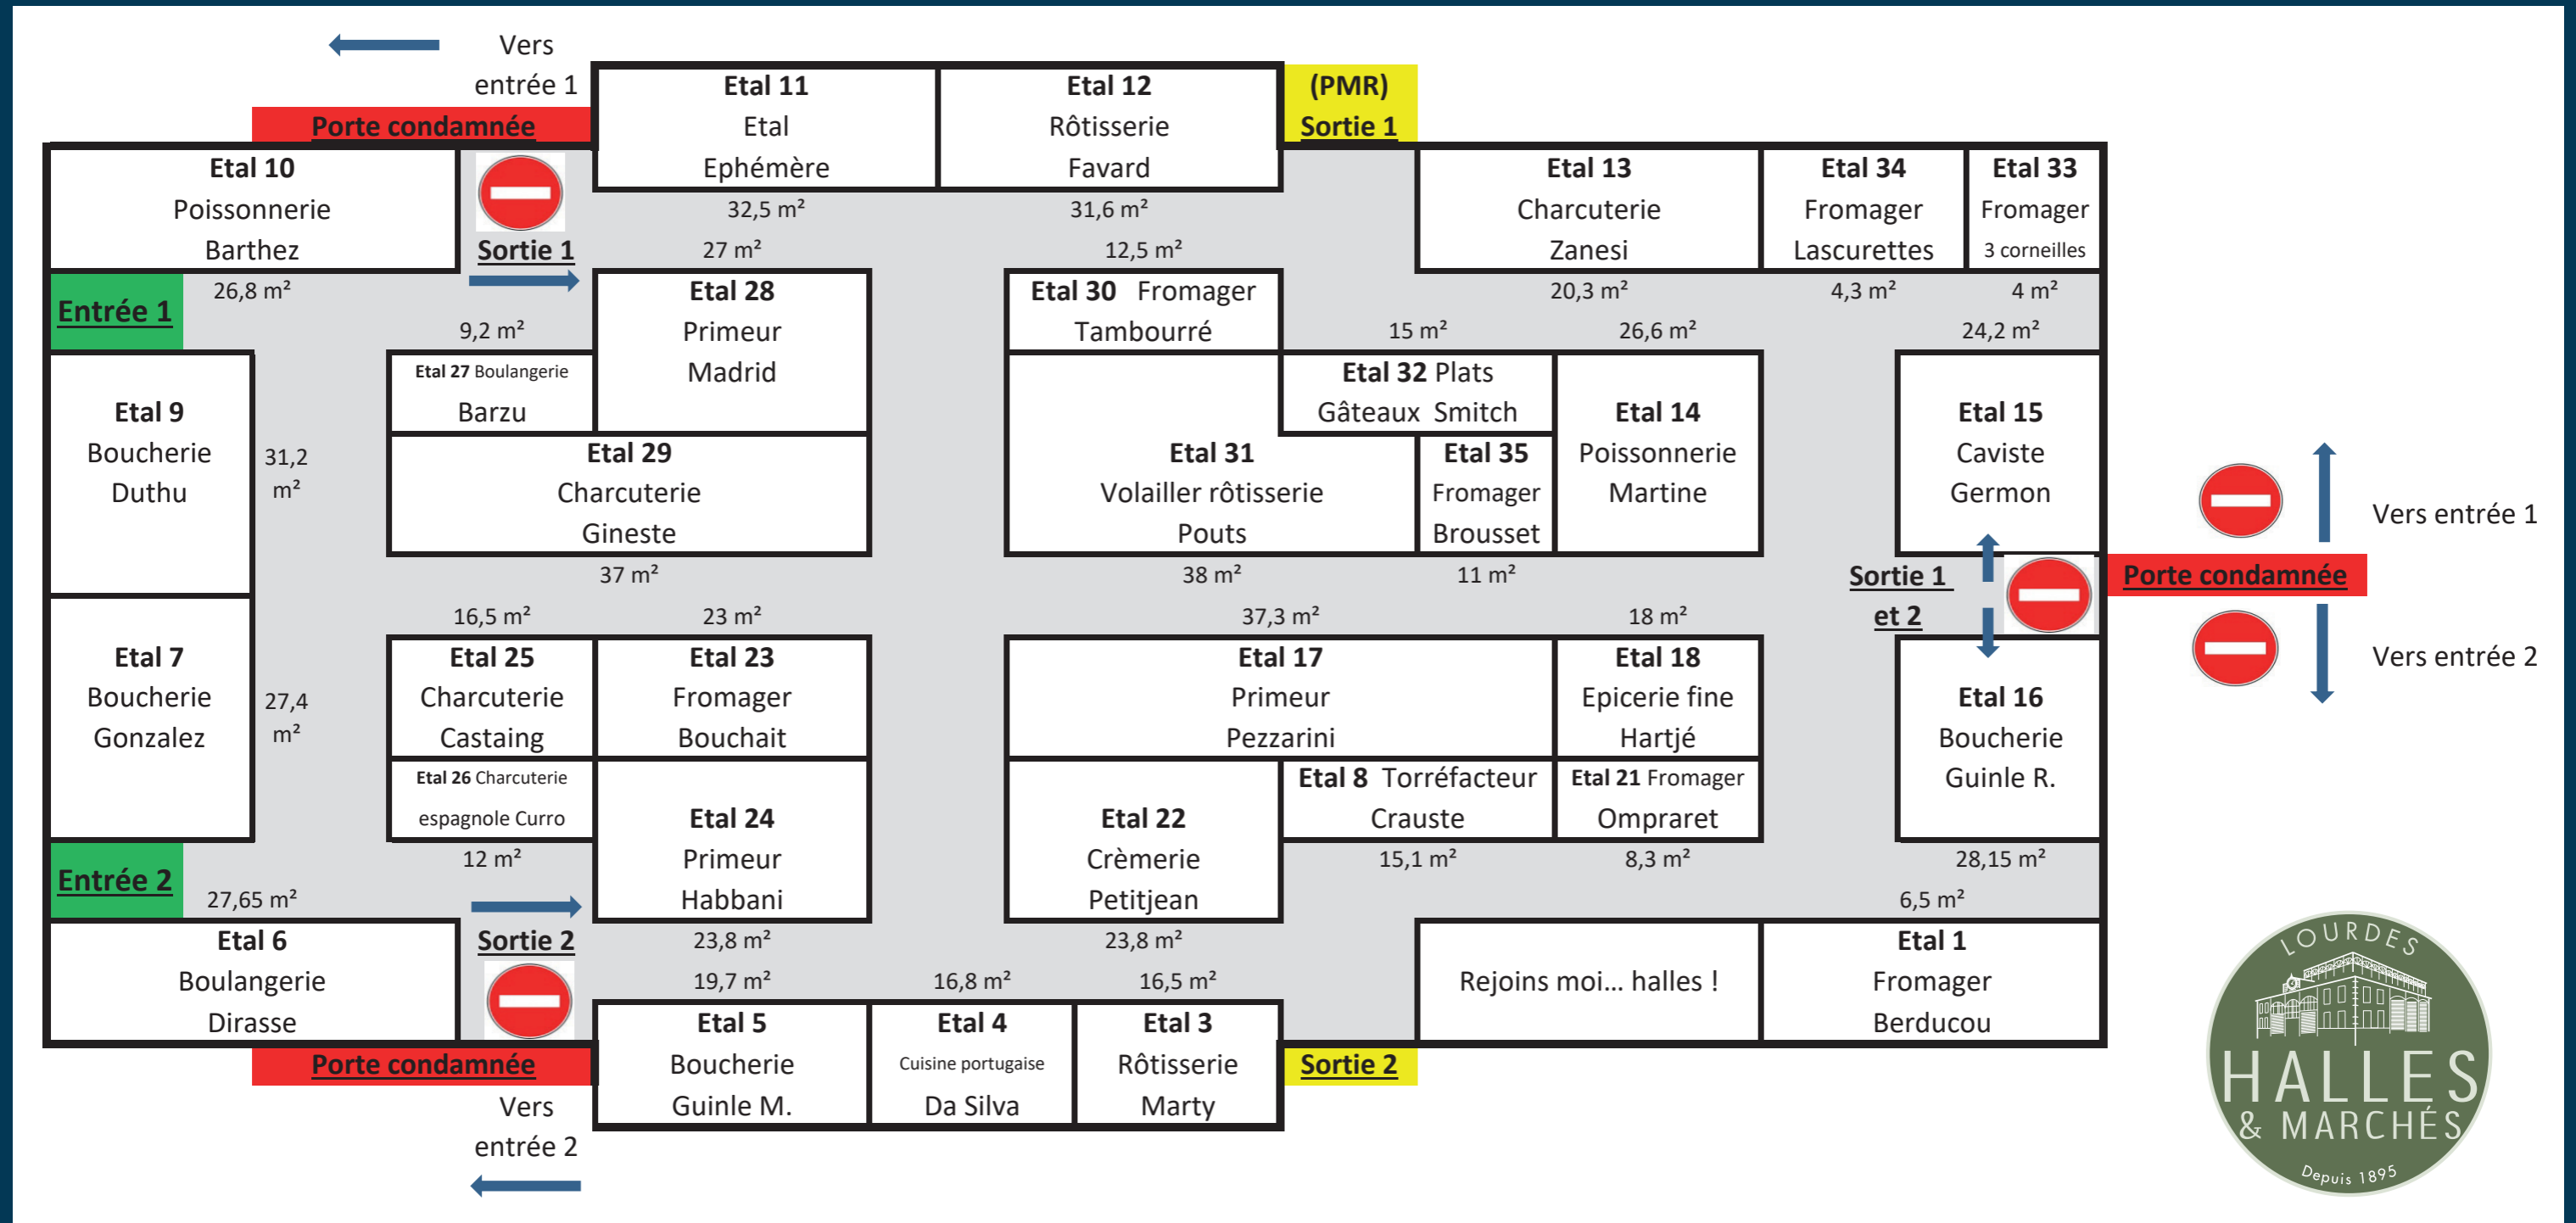 Vers
entrée 1
Porte condamnée
Etal 11
Etal
Ephémère
32,5 m²
Etal 12
Rôtisserie
Favard
31,6 m²
(PMR)
Sortie 1
Etal 10
Poissonnerie
Barthez
26,8 m²
Sortie 1
Etal 13
Charcuterie
Zanesi
20,3 m²
Etal 34
Fromager
Lascurettes
4,3 m²
Etal 33
Fromager
3 corneilles
4 m²
Entrée 1
9,2 m²
Etal 27 Boulangerie
Barzu
27 m²
Etal 28
Primeur
Madrid
12,5 m²
Etal 30 Fromager
Tambourré
15 m²
Etal 32 Plats
Gâteaux Smitch
26,6 m²
Etal 14
Poissonnerie
Martine
24,2 m²
Etal 15
Caviste
Germon
Etal 9
Boucherie
Duthu
31,2
m²
Etal 29
Charcuterie
Gineste
37 m²
Etal 31
Volailler rôtisserie
Pouts
38 m²
Etal 35
Fromager
Brousset
11 m²
Sortie 1
et 2
Porte condamnée
Vers entrée 1
Vers entrée 2
Etal 7
Boucherie
Gonzalez
27,4
m²
16,5 m²
Etal 25
Charcuterie
Castaing
23 m²
Etal 23
Fromager
Bouchait
37,3 m²
Etal 17
Primeur
Pezzarini
18 m²
Etal 18
Epicerie fine
Hartjé
Etal 16
Boucherie
Guinle R.
28,15 m²
Etal 26 Charcuterie
espagnole Curro
12 m²
Etal 24
Primeur
Habbani
23,8 m²
Etal 22
Crèmerie
Petitjean
23,8 m²
Etal 8 Torréfacteur
Crauste
15,1 m²
Etal 21 Fromager
Ompraret
8,3 m²
Entrée 2
27,65 m²
Etal 6
Boulangerie
Dirasse
Sortie 2
Porte condamnée
Vers
entrée 2
19,7 m²
Etal 5
Boucherie
Guinle M.
16,8 m²
Etal 4
Cuisine portugaise
Da Silva
16,5 m²
Etal 3
Rôtisserie
Marty
Sortie 2
Rejoins moi... halles !
6,5 m²
Etal 1
Fromager
Berducou
LOURDES
HALLES
& MARCHÉS
Depuis 1895